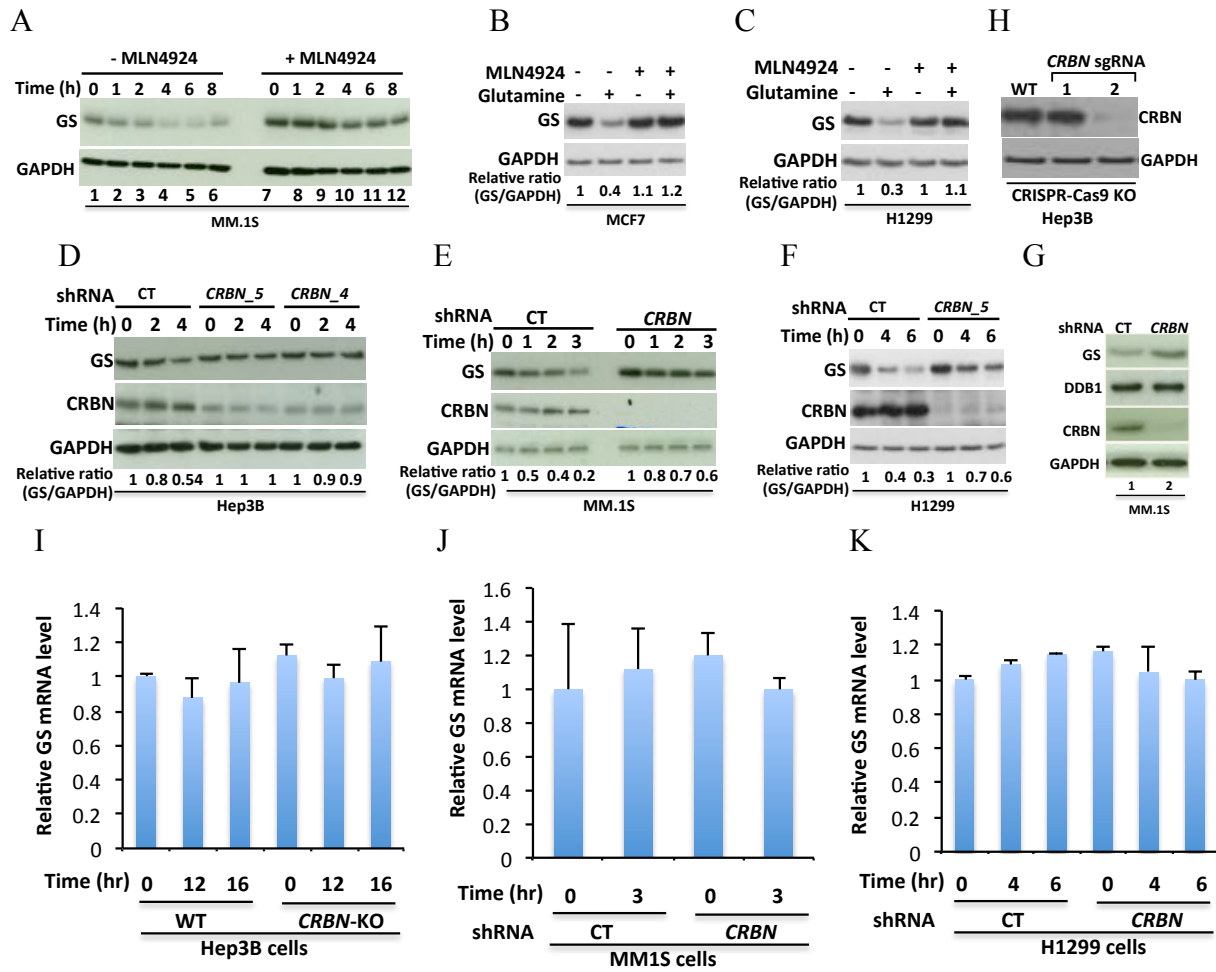 A
- MLN4924 + MLN4924
Time (h) 0 1 2 4 6 8 0 1 2 4 6 8
GS
GAPDH
1 2 3 4 5 6 7 8 9 10 11 12
MM.1S
B
MLN4924 - - + +
Glutamine - + - +
GS
GAPDH
Relative ratio
(GS/GAPDH) 1 0.4 1.1 1.2
MCF7
C
MLN4924 - - + +
Glutamine - + - +
GS
GAPDH
Relative ratio
(GS/GAPDH) 1 0.3 1 1.1
H1299
H
CRBN sgRNA
WT 1 2
CRBN
GAPDH
CRISPR-Cas9 KO
Hep3B
D
shRNA CT CRBN_5 CRBN_4
Time (h) 0 2 4 0 2 4 0 2 4
GS
CRBN
GAPDH
Relative ratio
(GS/GAPDH) 1 0.8 0.54 1 1 1 1 0.9 0.9
Hep3B
E
shRNA CT CRBN
Time (h) 0 1 2 3 0 1 2 3
GS
CRBN
GAPDH
Relative ratio
(GS/GAPDH) 1 0.5 0.4 0.2 1 0.8 0.7 0.6
MM.1S
F
shRNA CT CRBN_5
Time (h) 0 4 6 0 4 6
GS
CRBN
GAPDH
Relative ratio
(GS/GAPDH) 1 0.4 0.3 1 0.7 0.6
H1299
G
shRNA CT CRBN
GS
DDB1
CRBN
GAPDH
1 2
MM.1S
I
Relative GS mRNA level
1.4
1.2
1
0.8
0.6
0.4
0.2
0
Time (hr) 0 12 16 0 12 16
WT CRBN-KO
Hep3B cells
J
Relative GS mRNA level
1.6
1.4
1.2
1
0.8
0.6
0.4
0.2
0
Time (hr) 0 3 0 3
shRNA CT CRBN
MM1S cells
K
Relative GS mRNA level
1.4
1.2
1
0.8
0.6
0.4
0.2
0
Time (hr) 0 4 6 0 4 6
shRNA CT CRBN
H1299 cells